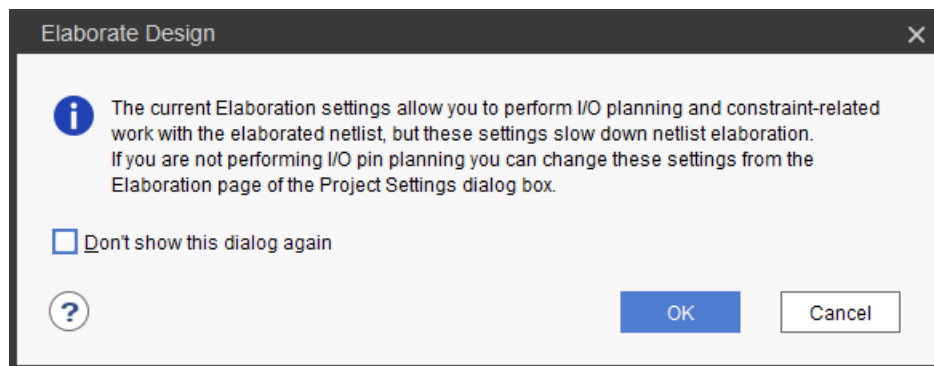 Elaborate Design
The current Elaboration settings allow you to perform I/O planning and constraint-related
work with the elaborated netlist, but these settings slow down netlist elaboration.
If you are not performing I/O pin planning you can change these settings from the
Elaboration page of the Project Settings dialog box.
Don't show this dialog again
?
OK
Cancel